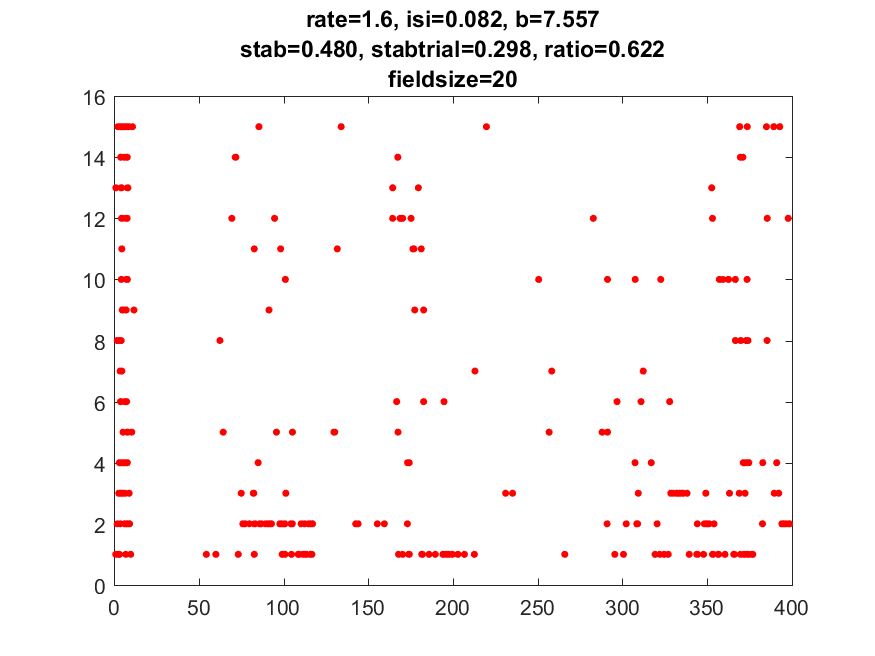 rate=1.6, isi=0.082, b=7.557
stab=0.480, stabtrial=0.298, ratio=0.622
fieldsize=20
16
14
12
10
8
6
4
2
0
0 50 100 150 200 250 300 350 400